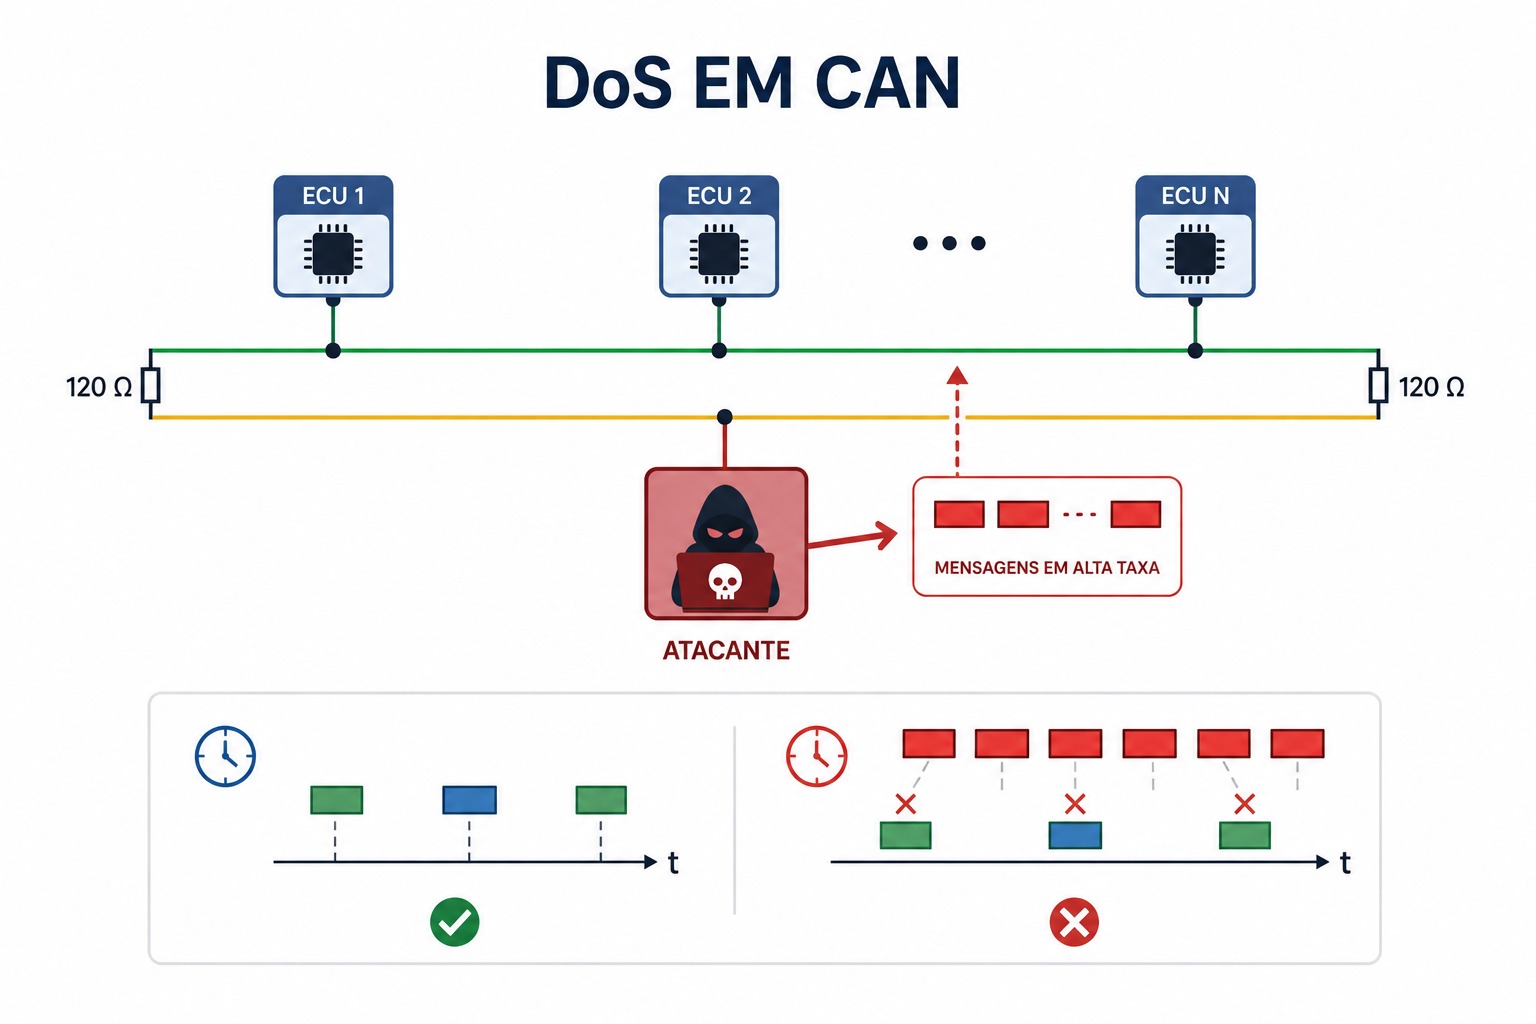 DoS EM CAN
ECU 1
ECU 2
ECU N
120 Ω
120 Ω
MENSAGENS EM ALTA TAXA
ATACANTE
t
t